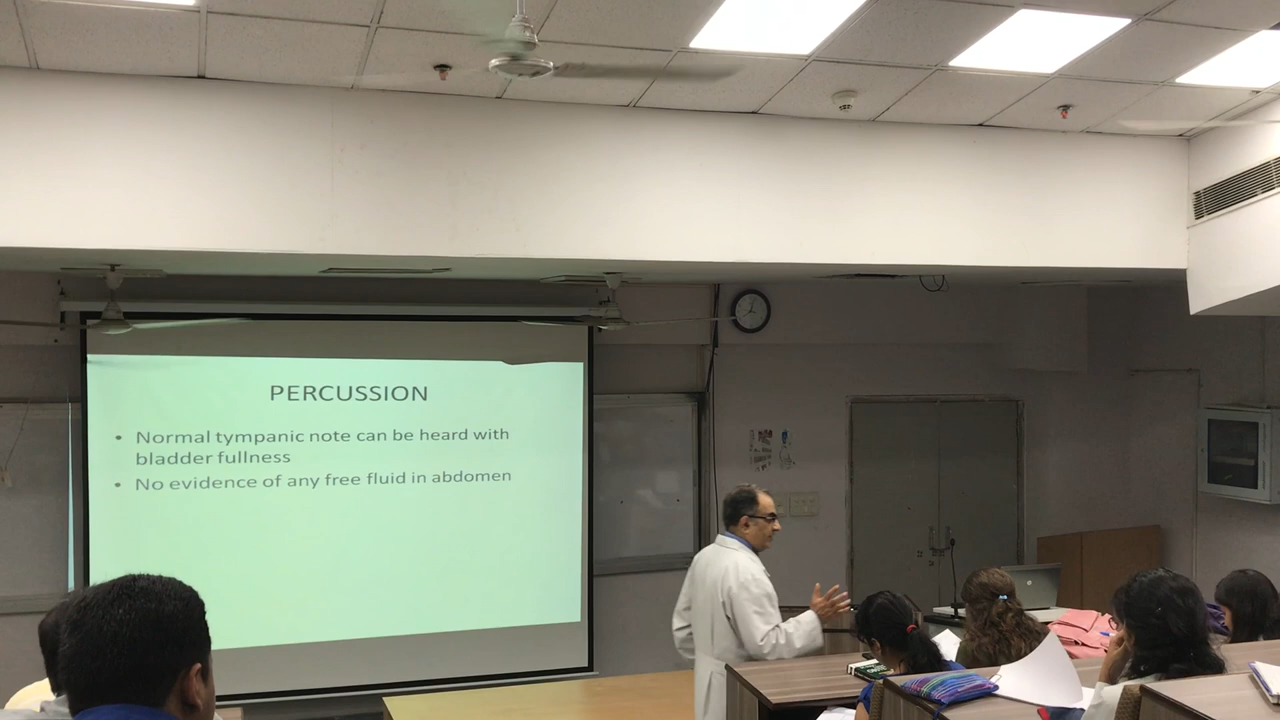 PERCUSSION
• Normal tympanic note can be heard with
bladder fullness
• No evidence of any free fluid in abdomen